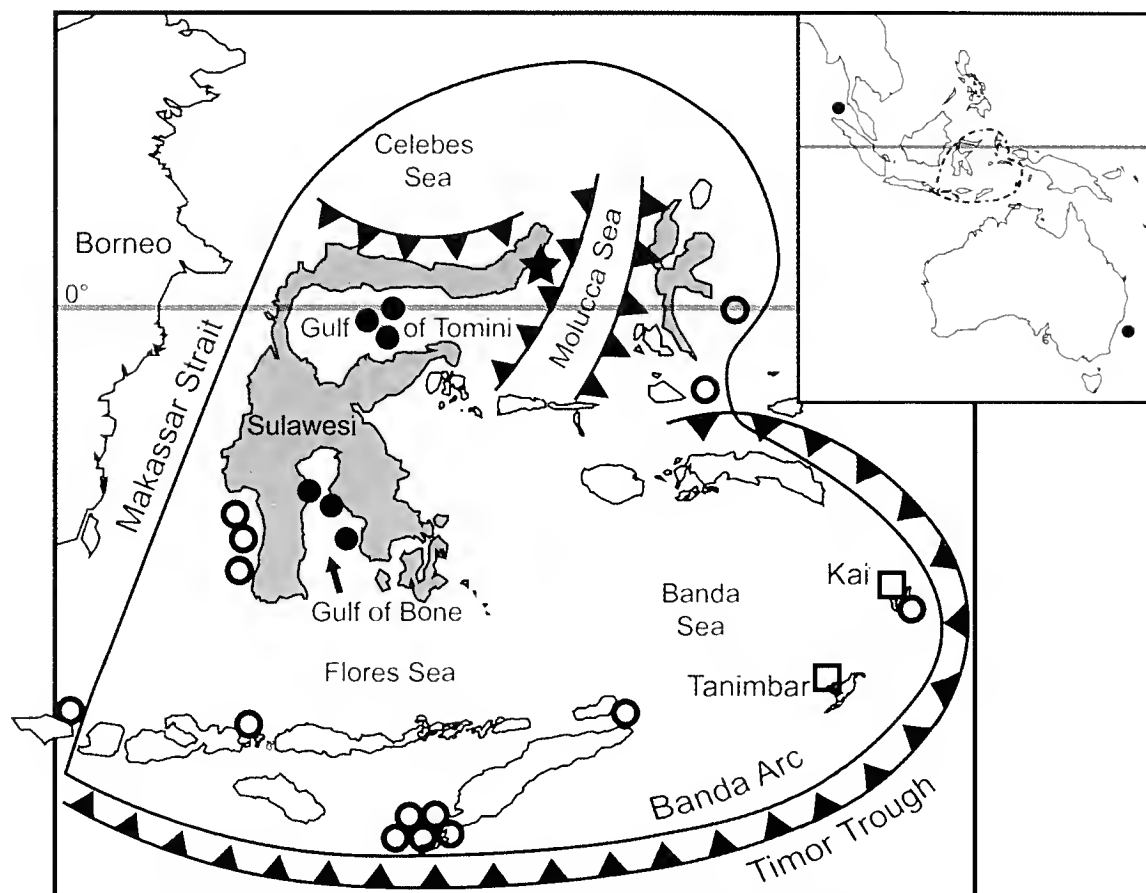 Celebes
Sea
Borneo
0°
Molucca Sea
Gulf of Tomini
Makassar Strait
Sulawesi
Kai
Banda
Sea
Gulf of Bone
Flores Sea
Tanimbar
Banda Arc
Timor Trough